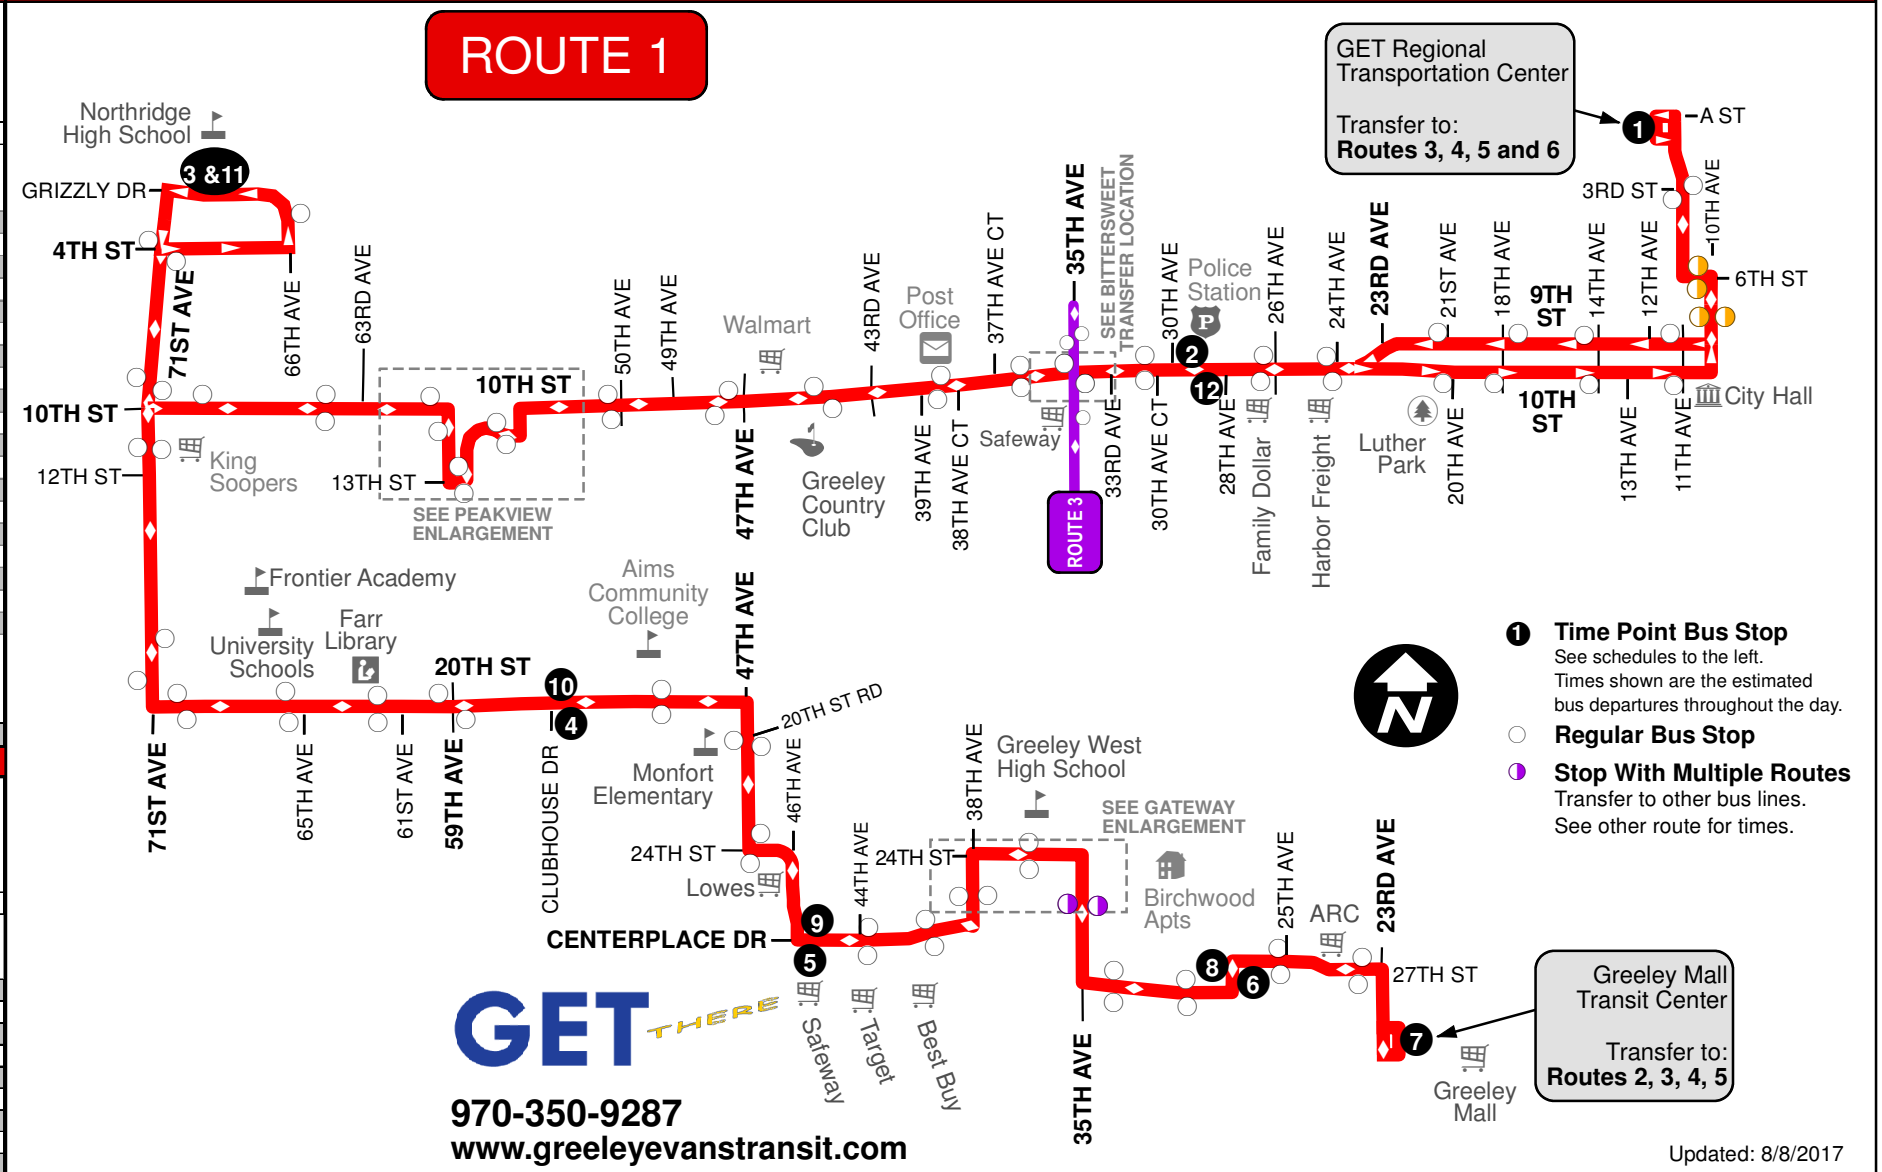 ROUTE 1
GET Regional
Transportation Center
Transfer to:
Routes 3, 4, 5 and 6
1
A ST
3RD ST
10TH AVE
6TH ST
Northridge
High School
3 &11
GRIZZLY DR
4TH ST
71ST AVE
66TH AVE
63RD AVE
10TH ST
12TH ST
King
Soopers
13TH ST
SEE PEAKVIEW
ENLARGEMENT
10TH ST
50TH AVE
49TH AVE
Walmart
47TH AVE
Greeley
Country
Club
43RD AVE
Post
Office
39TH AVE
38TH AVE CT
37TH AVE CT
35TH AVE
SEE BITTERSWEET
TRANSFER LOCATION
Safeway
ROUTE 3
33RD AVE
30TH AVE
30TH AVE CT
2
12
Police
Station
P
28TH AVE
26TH AVE
Family Dollar
24TH AVE
Harbor Freight
23RD AVE
Luther
Park
21ST AVE
20TH AVE
18TH AVE
9TH
ST
10TH
ST
14TH AVE
13TH AVE
12TH AVE
11TH AVE
City Hall
Frontier Academy
University
Schools
Farr
Library
71ST AVE
65TH AVE
61ST AVE
59TH AVE
20TH ST
10
4
CLUBHOUSE DR
Aims
Community
College
47TH AVE
20TH ST RD
Monfort
Elementary
46TH AVE
24TH ST
Lowes
CENTERPLACE DR
9
5
44TH AVE
Safeway
Target
Best Buy
24TH ST
38TH AVE
Greeley West
High School
SEE GATEWAY
ENLARGEMENT
Birchwood
Apts
35TH AVE
8
6
25TH AVE
ARC
23RD AVE
27TH ST
7
Greeley
Mall
Greeley Mall
Transit Center
Transfer to:
Routes 2, 3, 4, 5
N
1 Time Point Bus Stop
See schedules to the left.
Times shown are the estimated
bus departures throughout the day.
Regular Bus Stop
Stop With Multiple Routes
Transfer to other bus lines.
See other route for times.
GET THERE
970-350-9287
www.greeleyevanstransit.com
Updated: 8/8/2017